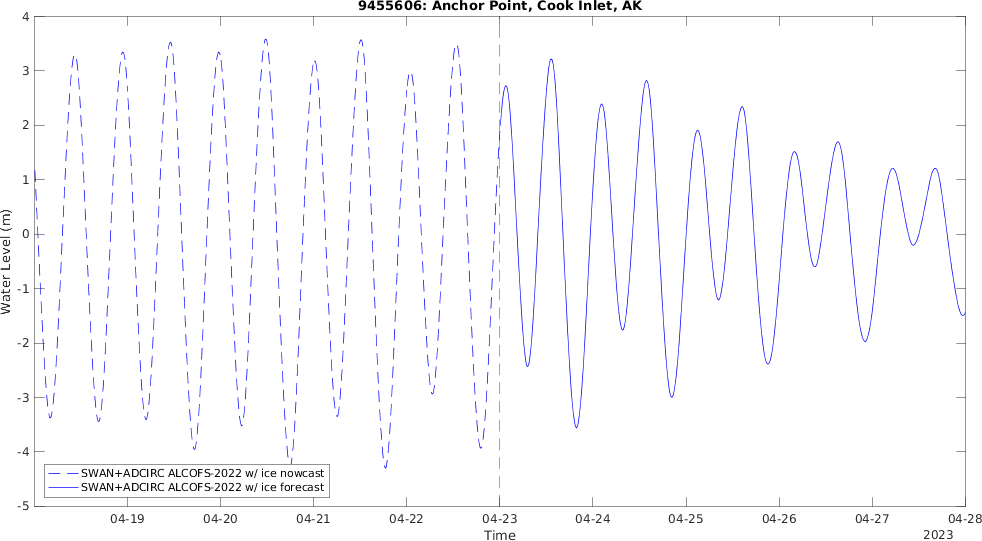 9455606: Anchor Point, Cook Inlet, AK
4
3
2
1
0
-1
-2
-3
-4
-5
Water Level (m)
SWAN+ADCIRC ALCOFS-2022 w/ ice nowcast
SWAN+ADCIRC ALCOFS-2022 w/ ice forecast
04-19 04-20 04-21 04-22 04-23 04-24 04-25 04-26 04-27 04-28
Time
2023